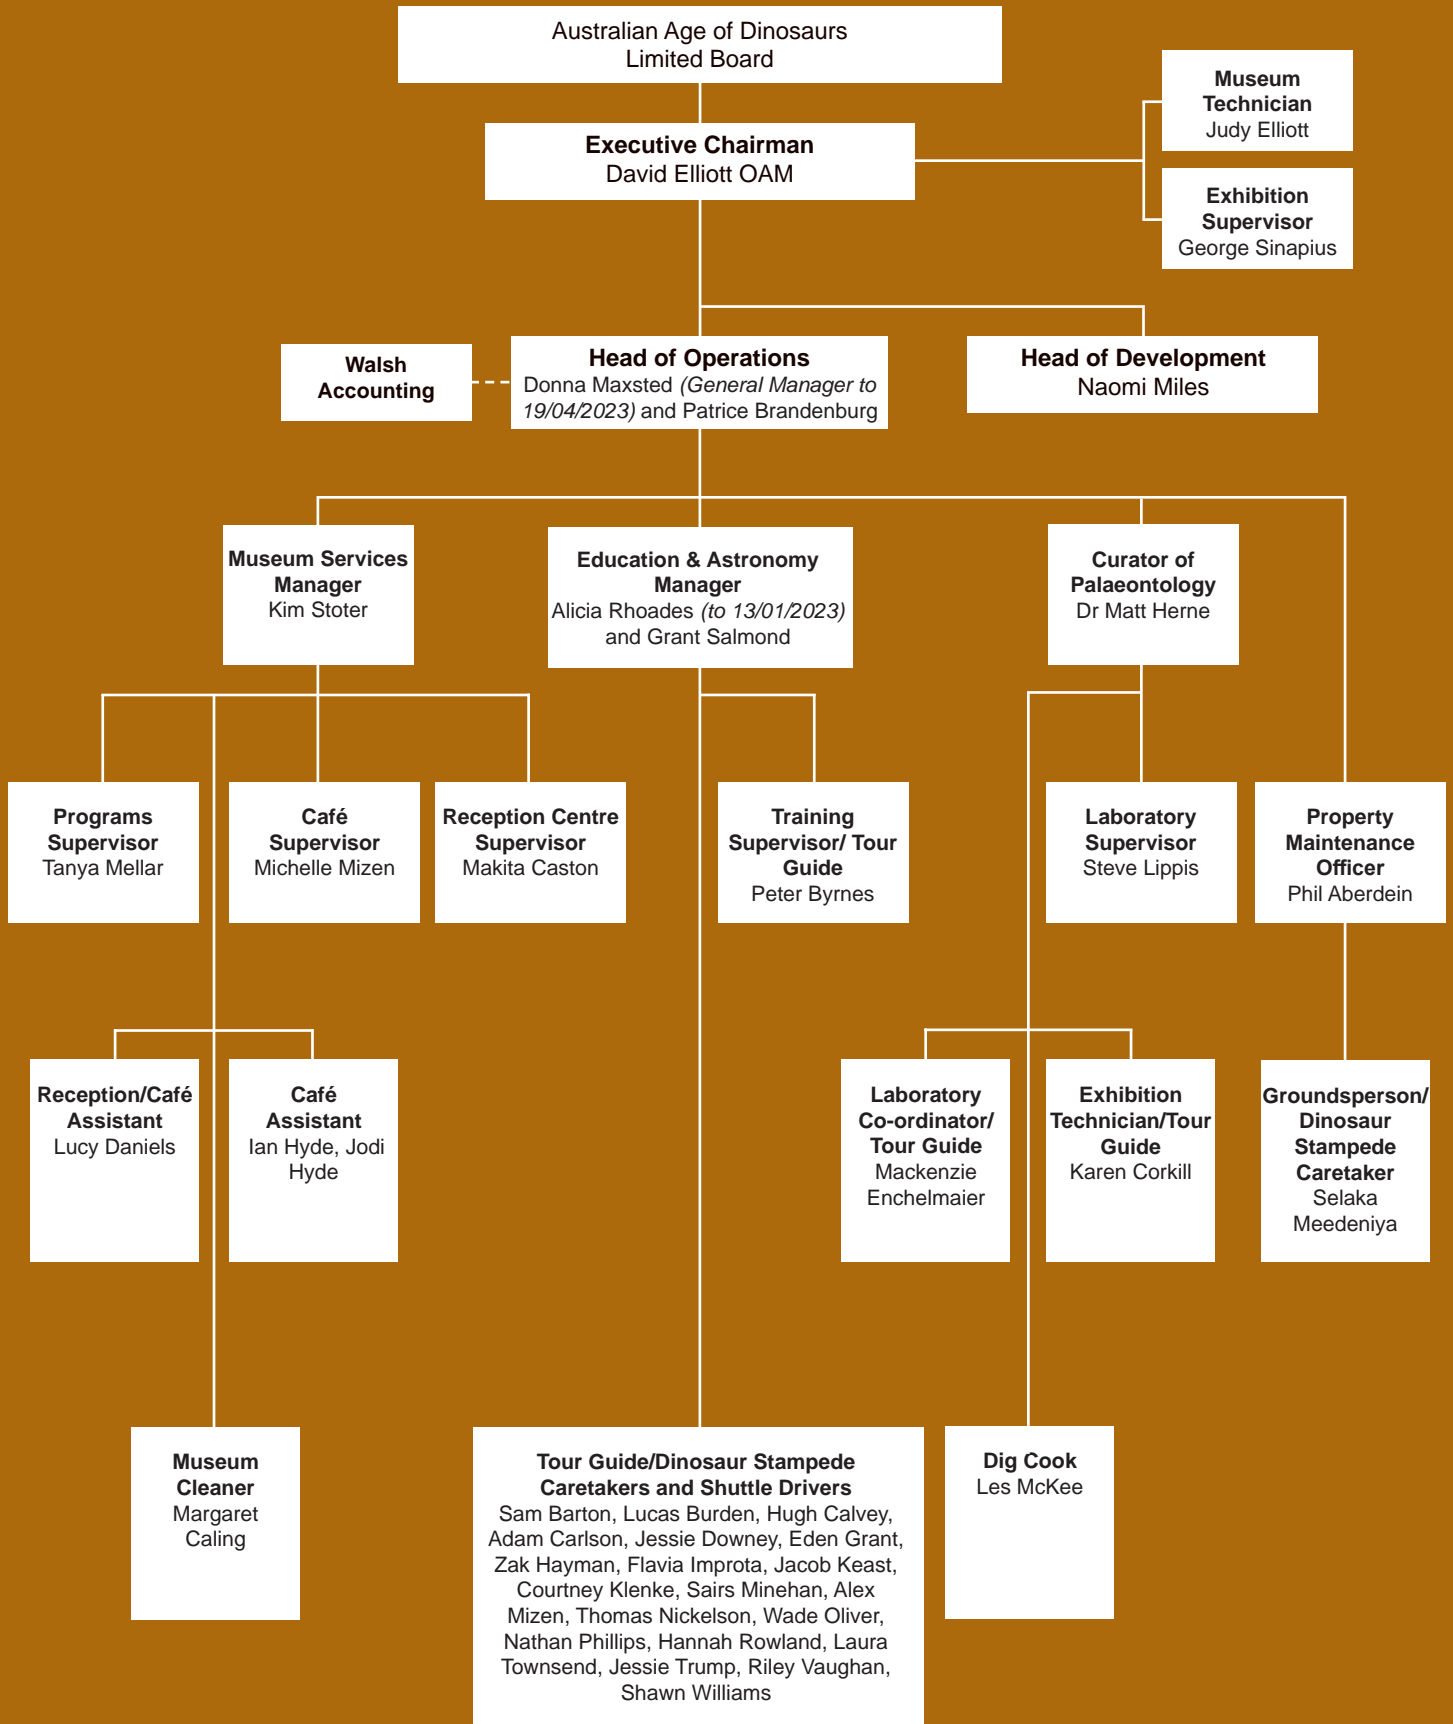 Australian Age of Dinosaurs
Limited Board
Museum
Technician
Judy Elliott
Executive Chairman
David Elliott OAM
Exhibition
Supervisor
George Sinapius
Walsh
Accounting
Head of Operations
Donna Maxsted (General Manager to
19/04/2023) and Patrice Brandenburg
Head of Development
Naomi Miles
Museum Services
Manager
Kim Stoter
Education & Astronomy
Manager
Alicia Rhoades (to 13/01/2023)
and Grant Salmond
Curator of
Palaeontology
Dr Matt Herne
Programs
Supervisor
Tanya Mellar
Café
Supervisor
Michelle Mizen
Reception Centre
Supervisor
Makita Caston
Training
Supervisor/ Tour
Guide
Peter Byrnes
Laboratory
Supervisor
Steve Lippis
Property
Maintenance
Officer
Phil Aberdein
Reception/Café
Assistant
Lucy Daniels
Café
Assistant
Ian Hyde, Jodi
Hyde
Laboratory
Co-ordinator/
Tour Guide
Mackenzie
Enchelmaier
Exhibition
Technician/Tour
Guide
Karen Corkill
Groundsperson/
Dinosaur
Stampede
Caretaker
Selaka
Meedeniya
Museum
Cleaner
Margaret
Caling
Tour Guide/Dinosaur Stampede
Caretakers and Shuttle Drivers
Sam Barton, Lucas Burden, Hugh Calvey,
Adam Carlson, Jessie Downey, Eden Grant,
Zak Hayman, Flavia Improta, Jacob Keast,
Courtney Klenke, Sairs Minehan, Alex
Mizen, Thomas Nickelson, Wade Oliver,
Nathan Phillips, Hannah Rowland, Laura
Townsend, Jessie Trump, Riley Vaughan,
Shawn Williams
Dig Cook
Les McKee